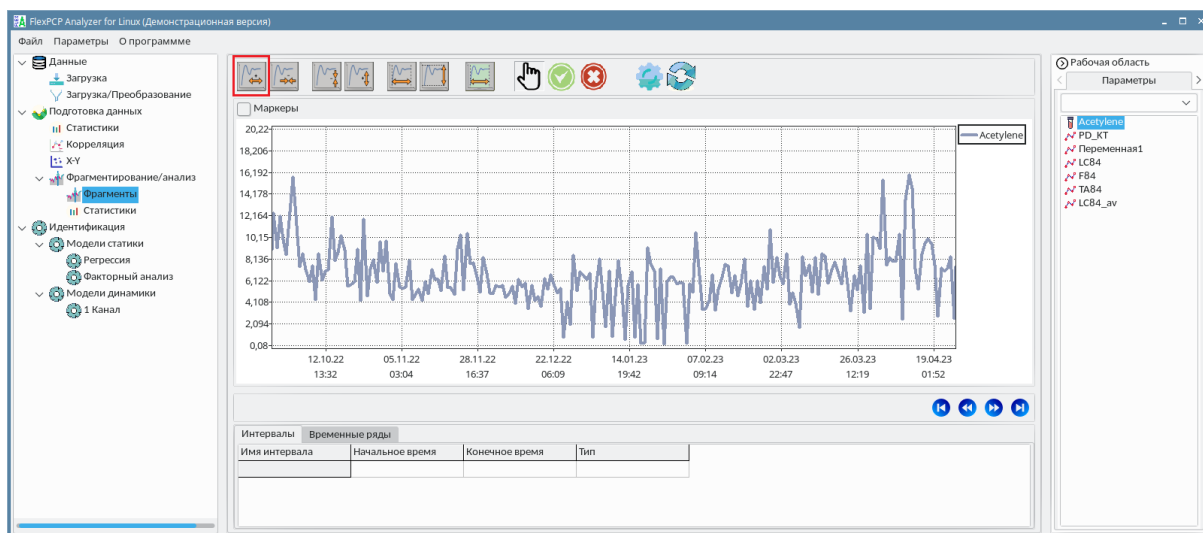 FlexPCP Analyzer for Linux (Демонстрационная версия)
Файл Параметры О программме
Данные
Загрузка
Загрузка/Преобразование
Подготовка данных
Статистики
Корреляция
X-Y
Фрагментирование/анализ
Фрагменты
Статистики
Идентификация
Модели статики
Регрессия
Факторный анализ
Модели динамики
1 Канал
Маркеры
20,22
18,206
16,192
14,178
12,164
10,15
8,136
6,122
4,108
2,094
0,08
Acetylene
12.10.22 05.11.22 28.11.22 22.12.22 14.01.23 07.02.23 02.03.23 26.03.23 19.04.23
13:32 03:04 16:37 06:09 19:42 09:14 22:47 12:19 01:52
Интервалы Временные ряды
Имя интервала Начальное время Конечное время Тип
Рабочая область
Параметры
Acetylene
PD_KT
Переменная1
LC84
F84
TA84
LC84_av